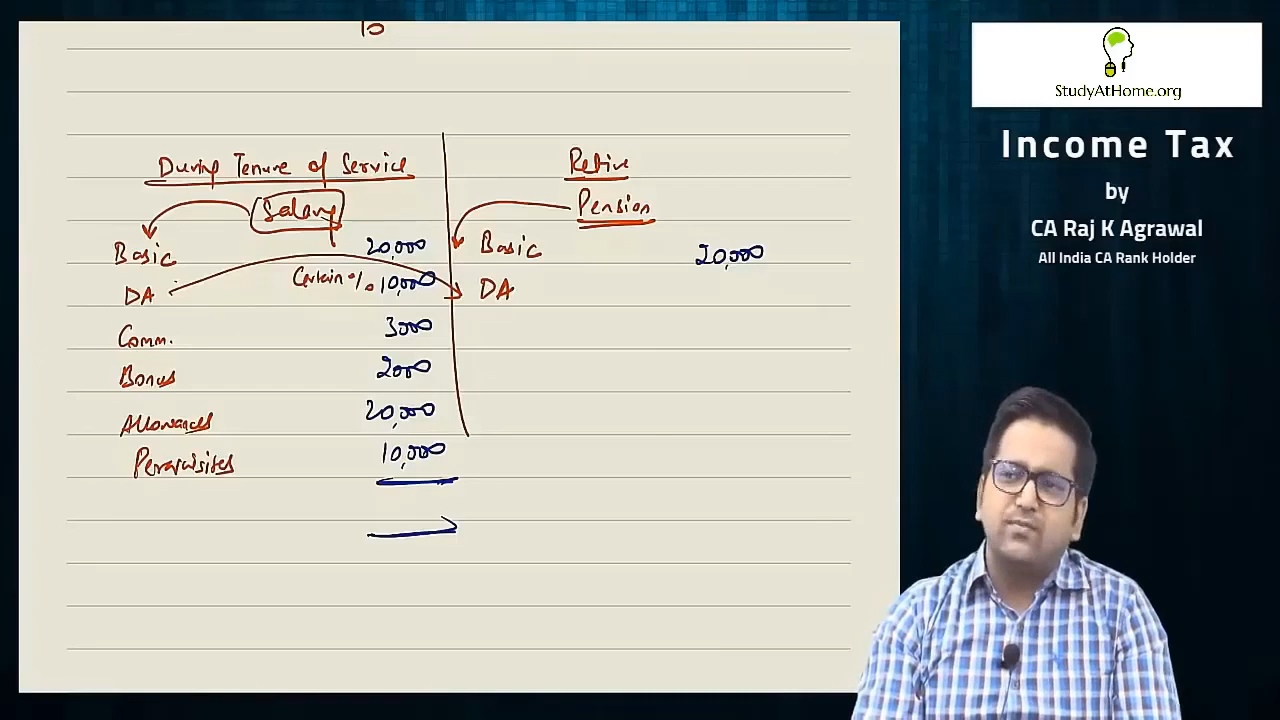 10
During Tenure of Service
Salary
Basic 20,000
DA Certain % 10,000
Comm. 3000
Bonus 2000
Allowances 20,000
Perquisites 10,000
Retire
Pension
Basic 20,000
DA
StudyAtHome.org
Income Tax
by
CA Raj K Agrawal
All India CA Rank Holder